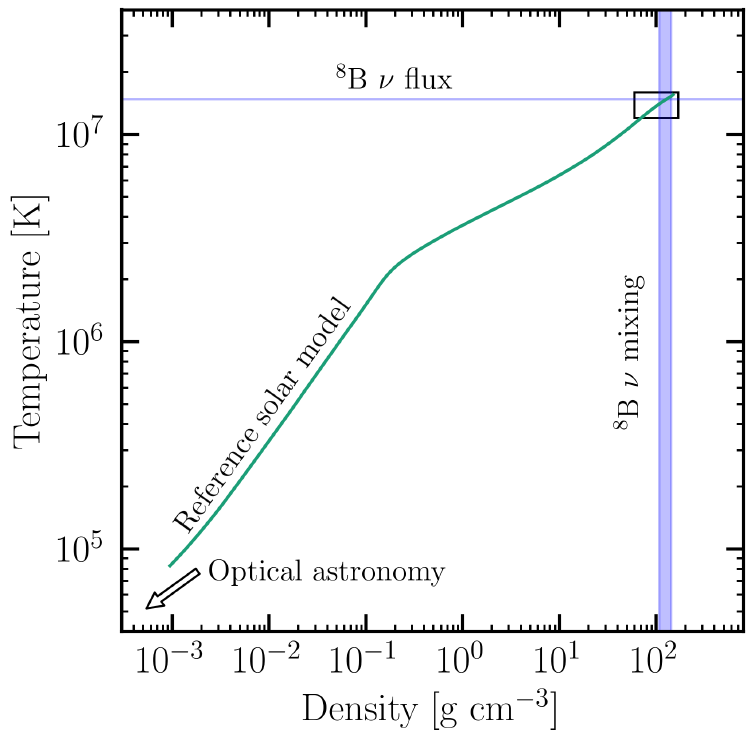 ⁸B ν flux
10⁷
10⁶
10⁵
Temperature [K]
Reference solar model
⁸B ν mixing
Optical astronomy
10⁻³ 10⁻² 10⁻¹ 10⁰ 10¹ 10²
Density [g cm⁻³]